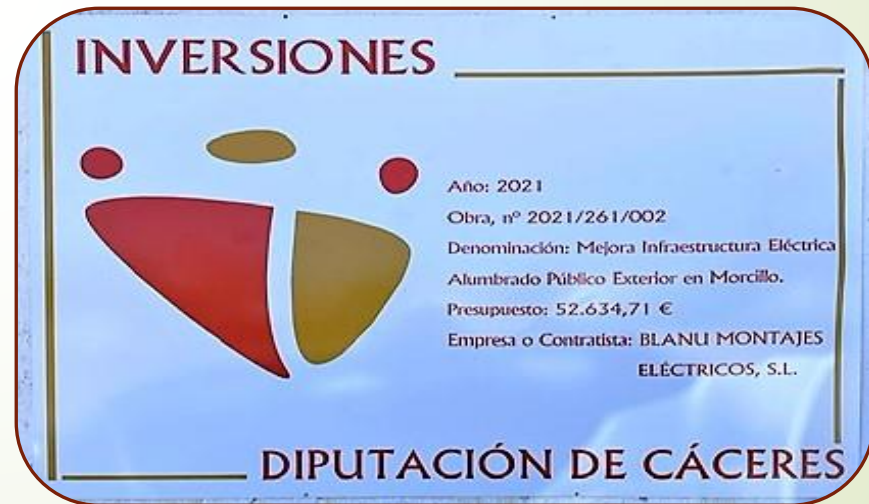 INVERSIONES
Año: 2021
Obra, nº 2021/261/002
Denominación: Mejora Infraestructura Eléctrica
Alumbrado Público Exterior en Morcillo.
Presupuesto: 52.634,71 €
Empresa o Contratista: BLANU MONTAJES
ELÉCTRICOS, S.L.
DIPUTACIÓN DE CÁCERES